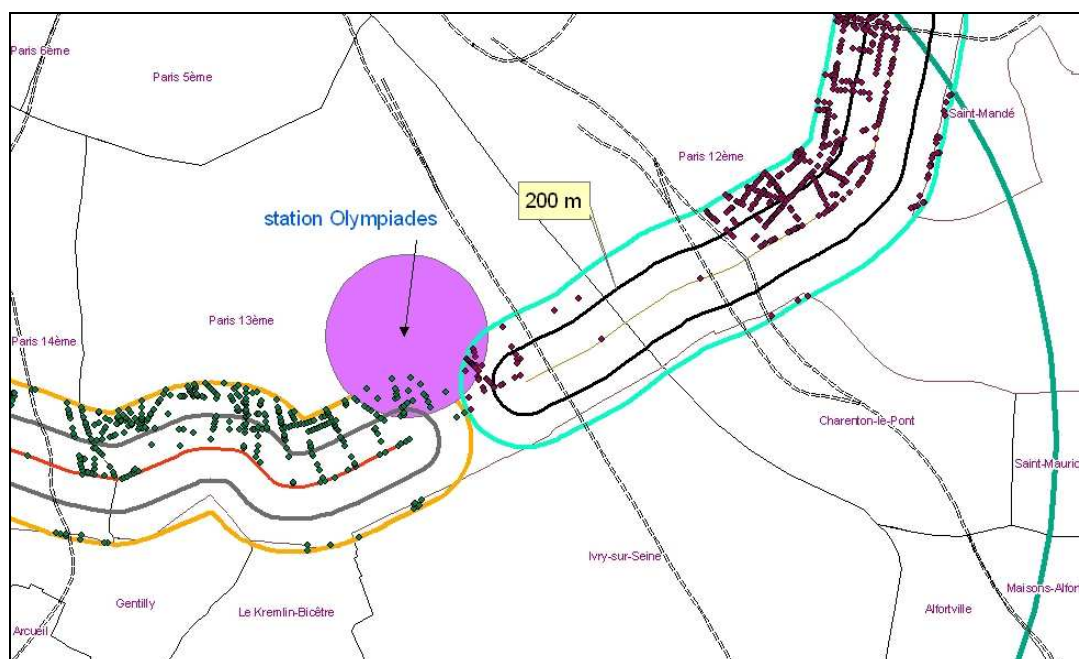 Paris 6ème
Paris 5ème
Saint-Mandé
Paris 12ème
200 m
station Olympiades
Paris 13ème
Paris 14ème
Charenton-le-Pont
Saint-Mauric
Ivry-sur-Seine
Maisons-Alfort
Gentilly
Le Kremlin-Bicêtre
Alfortville
Arcueil